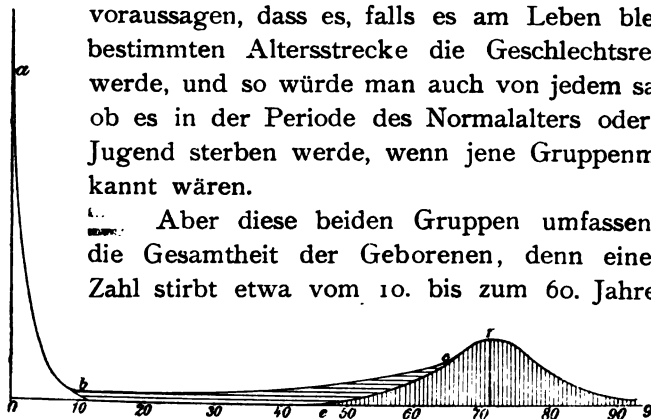 voraussagen, dass es, falls es am Leben ble
bestimmten Altersstrecke die Geschlechtsre
werde, und so würde man auch von jedem sa
ob es in der Periode des Normalalters oder
Jugend sterben werde, wenn jene Gruppenm
kannt wären.
Aber diese beiden Gruppen umfassen
die Gesamtheit der Geborenen, denn eine
Zahl stirbt etwa vom 10. bis zum 60. Jahre
a
r
c
b
e
0 10 20 30 40 50 60 70 80 90 9